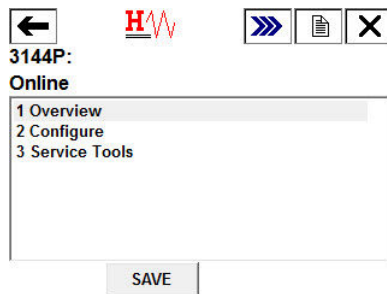 H
3144P:
Online
1 Overview
2 Configure
3 Service Tools
SAVE